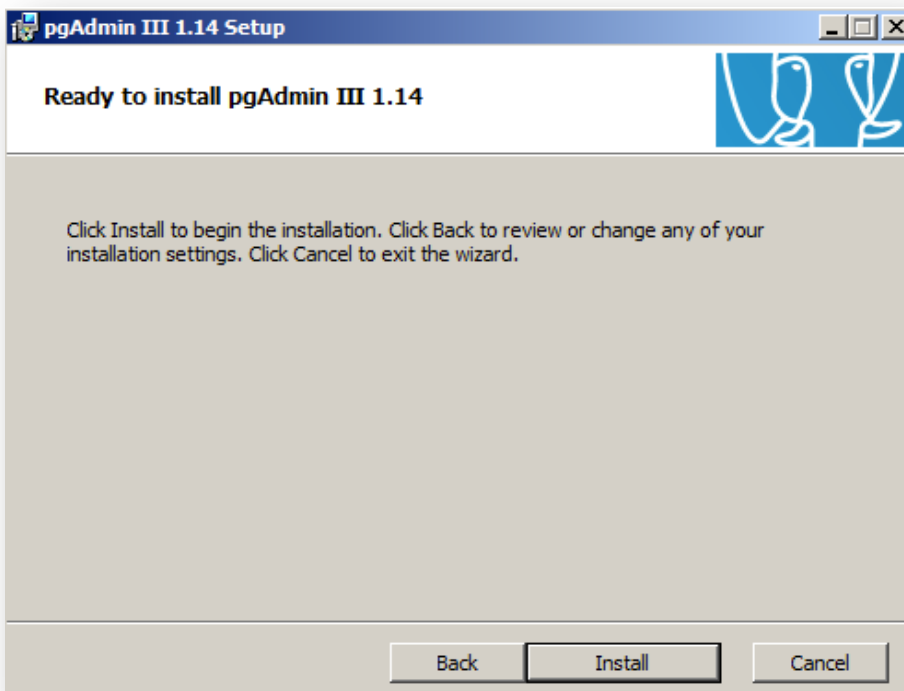 pgAdmin III 1.14 Setup
Ready to install pgAdmin III 1.14
Click Install to begin the installation. Click Back to review or change any of your
installation settings. Click Cancel to exit the wizard.
Back Install Cancel